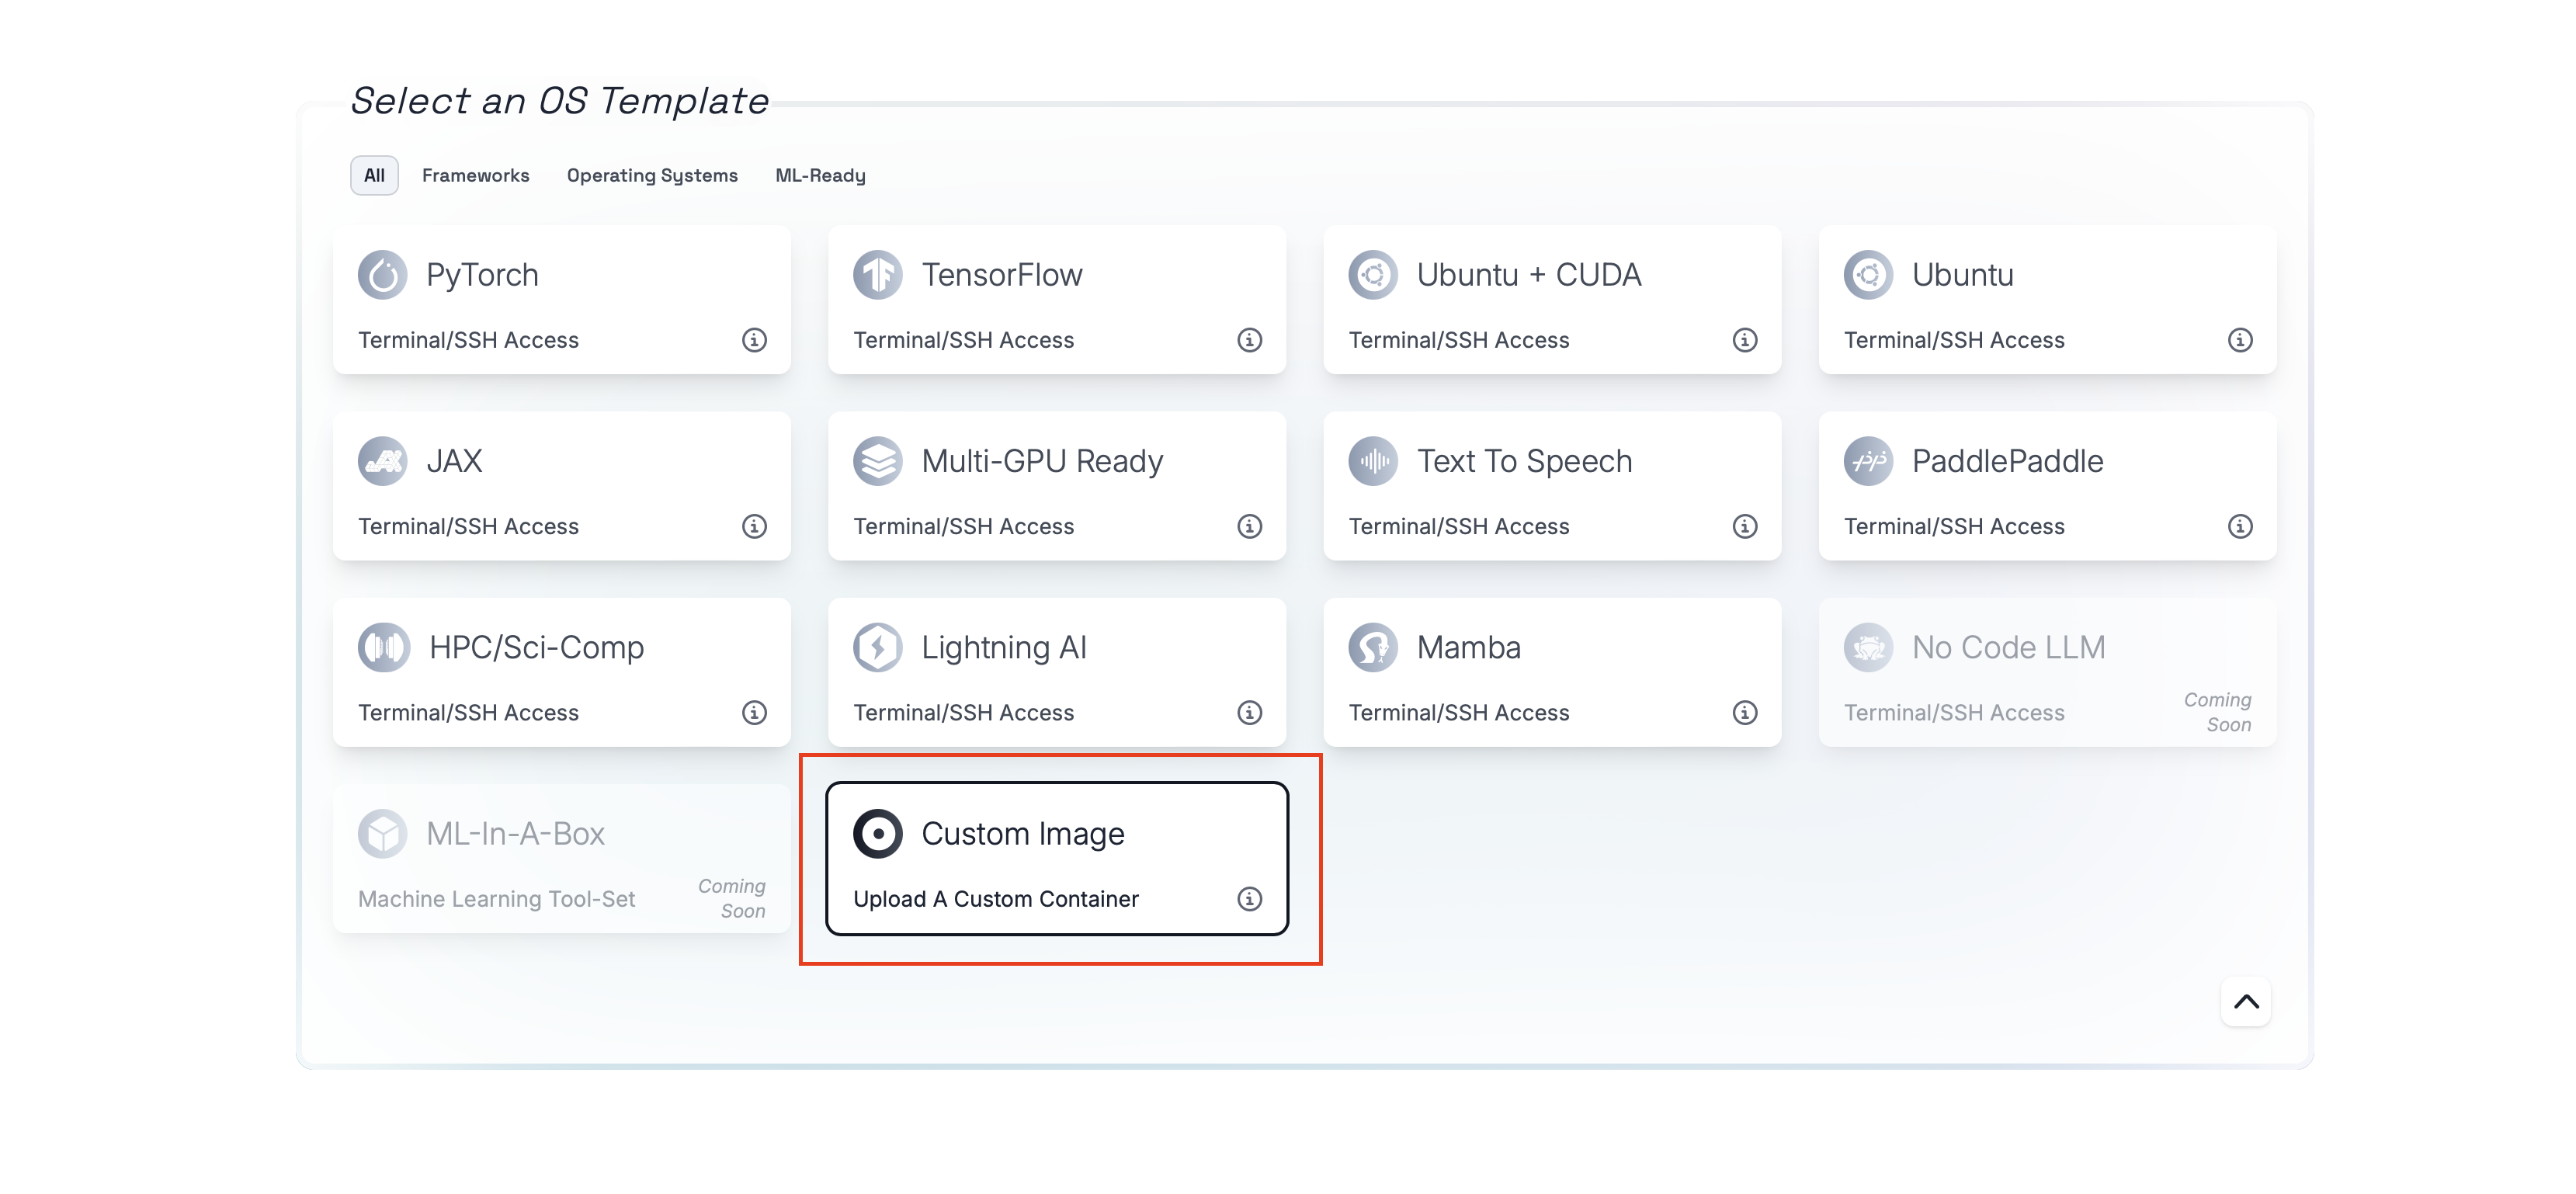 Select an OS Template
All Frameworks Operating Systems ML-Ready
PyTorch
Terminal/SSH Access
TensorFlow
Terminal/SSH Access
Ubuntu + CUDA
Terminal/SSH Access
Ubuntu
Terminal/SSH Access
JAX
Terminal/SSH Access
Multi-GPU Ready
Terminal/SSH Access
Text To Speech
Terminal/SSH Access
PaddlePaddle
Terminal/SSH Access
HPC/Sci-Comp
Terminal/SSH Access
Lightning AI
Terminal/SSH Access
Mamba
Terminal/SSH Access
No Code LLM
Terminal/SSH Access
Coming
Soon
ML-In-A-Box
Machine Learning Tool-Set
Coming
Soon
Custom Image
Upload A Custom Container